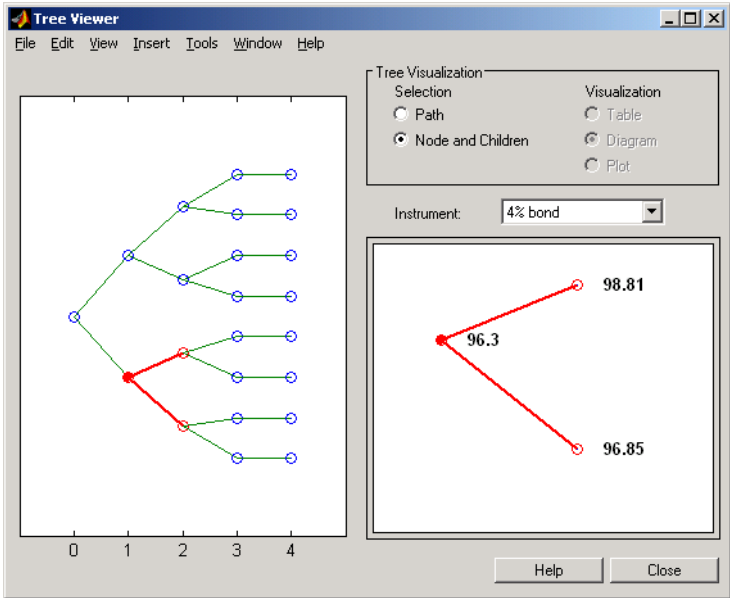 Tree Viewer
File Edit View Insert Tools Window Help
Tree Visualization
Selection Visualization
Path Table
Node and Children Diagram
Plot
Instrument: 4% bond
98.81
96.3
96.85
0 1 2 3 4
Help Close